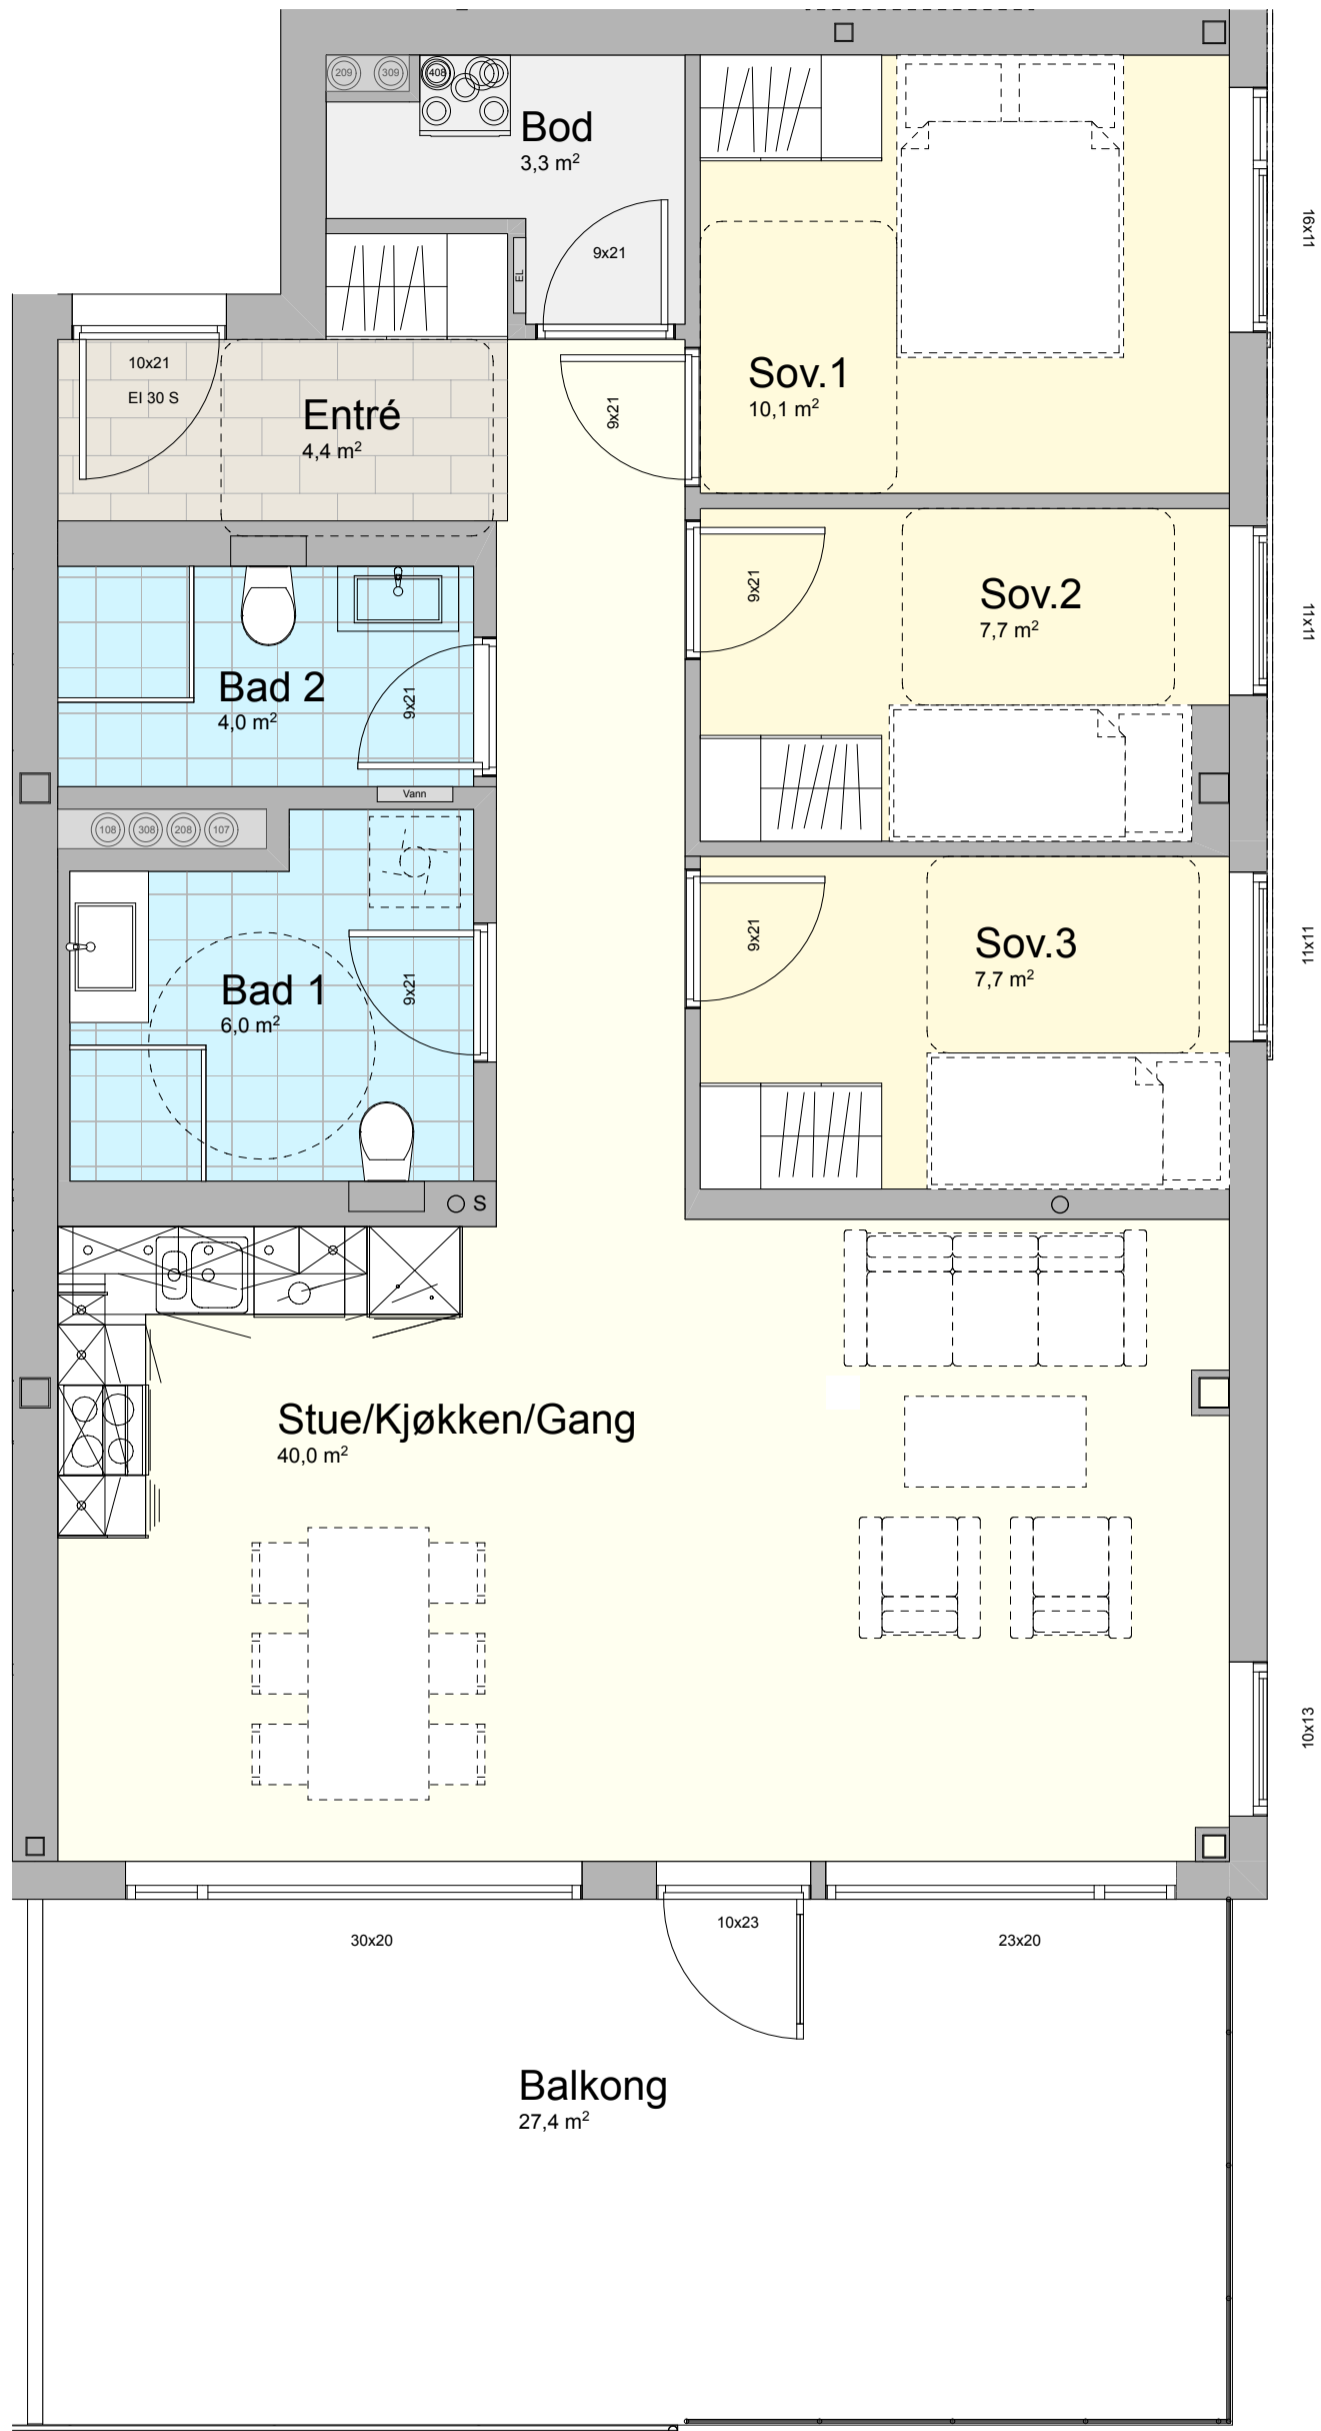 209
309
408
Bod
3,3 m²
9x21
EL
16x11
10x21
EI 30 S
Entré
4,4 m²
9x21
Sov.1
10,1 m²
9x21
Sov.2
7,7 m²
11x11
Bad 2
4,0 m²
9x21
Vann
108
308
208
107
9x21
Sov.3
7,7 m²
11x11
Bad 1
6,0 m²
9x21
S
Stue/Kjøkken/Gang
40,0 m²
10x13
30x20
10x23
23x20
Balkong
27,4 m²